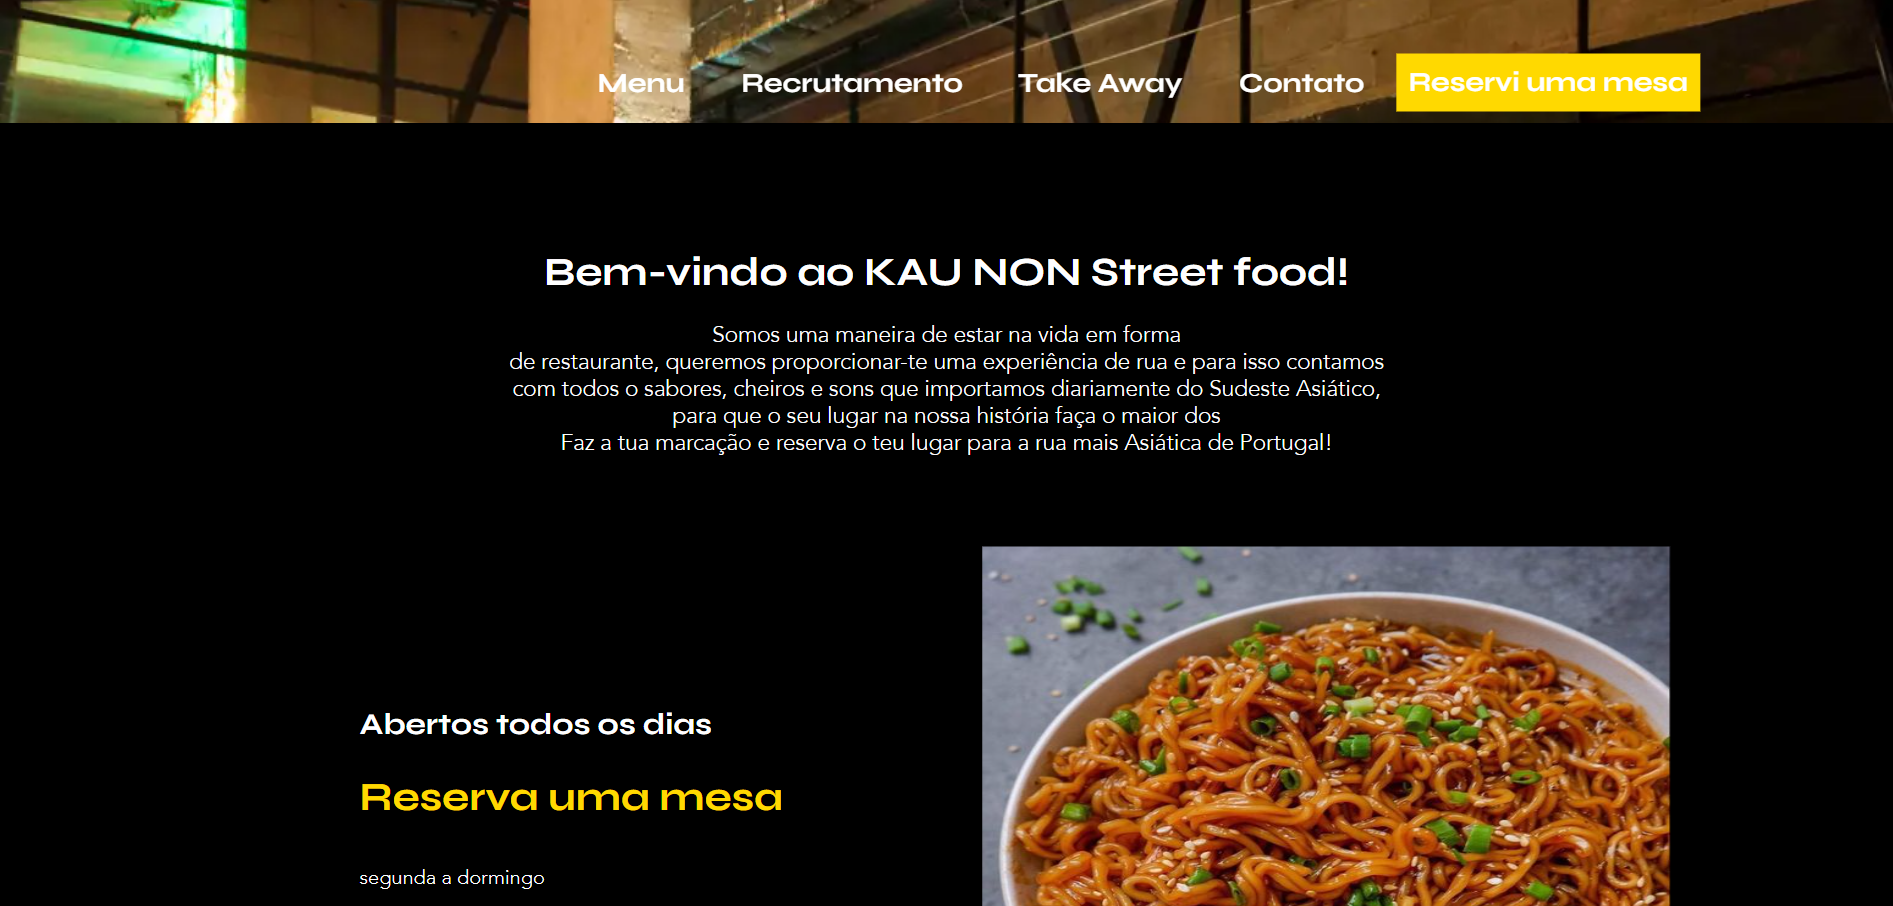 Menu Recrutamento Take Away Contato Reservi uma mesa
Bem-vindo ao KAU NON Street food!
Somos uma maneira de estar na vida em forma
de restaurante, queremos proporcionar-te uma experiência de rua e para isso contamos
com todos o sabores, cheiros e sons que importamos diariamente do Sudeste Asiático,
para que o seu lugar na nossa história faça o maior dos
Faz a tua marcação e reserva o teu lugar para a rua mais Asiática de Portugal!
Abertos todos os dias
Reserva uma mesa
segunda a dormingo